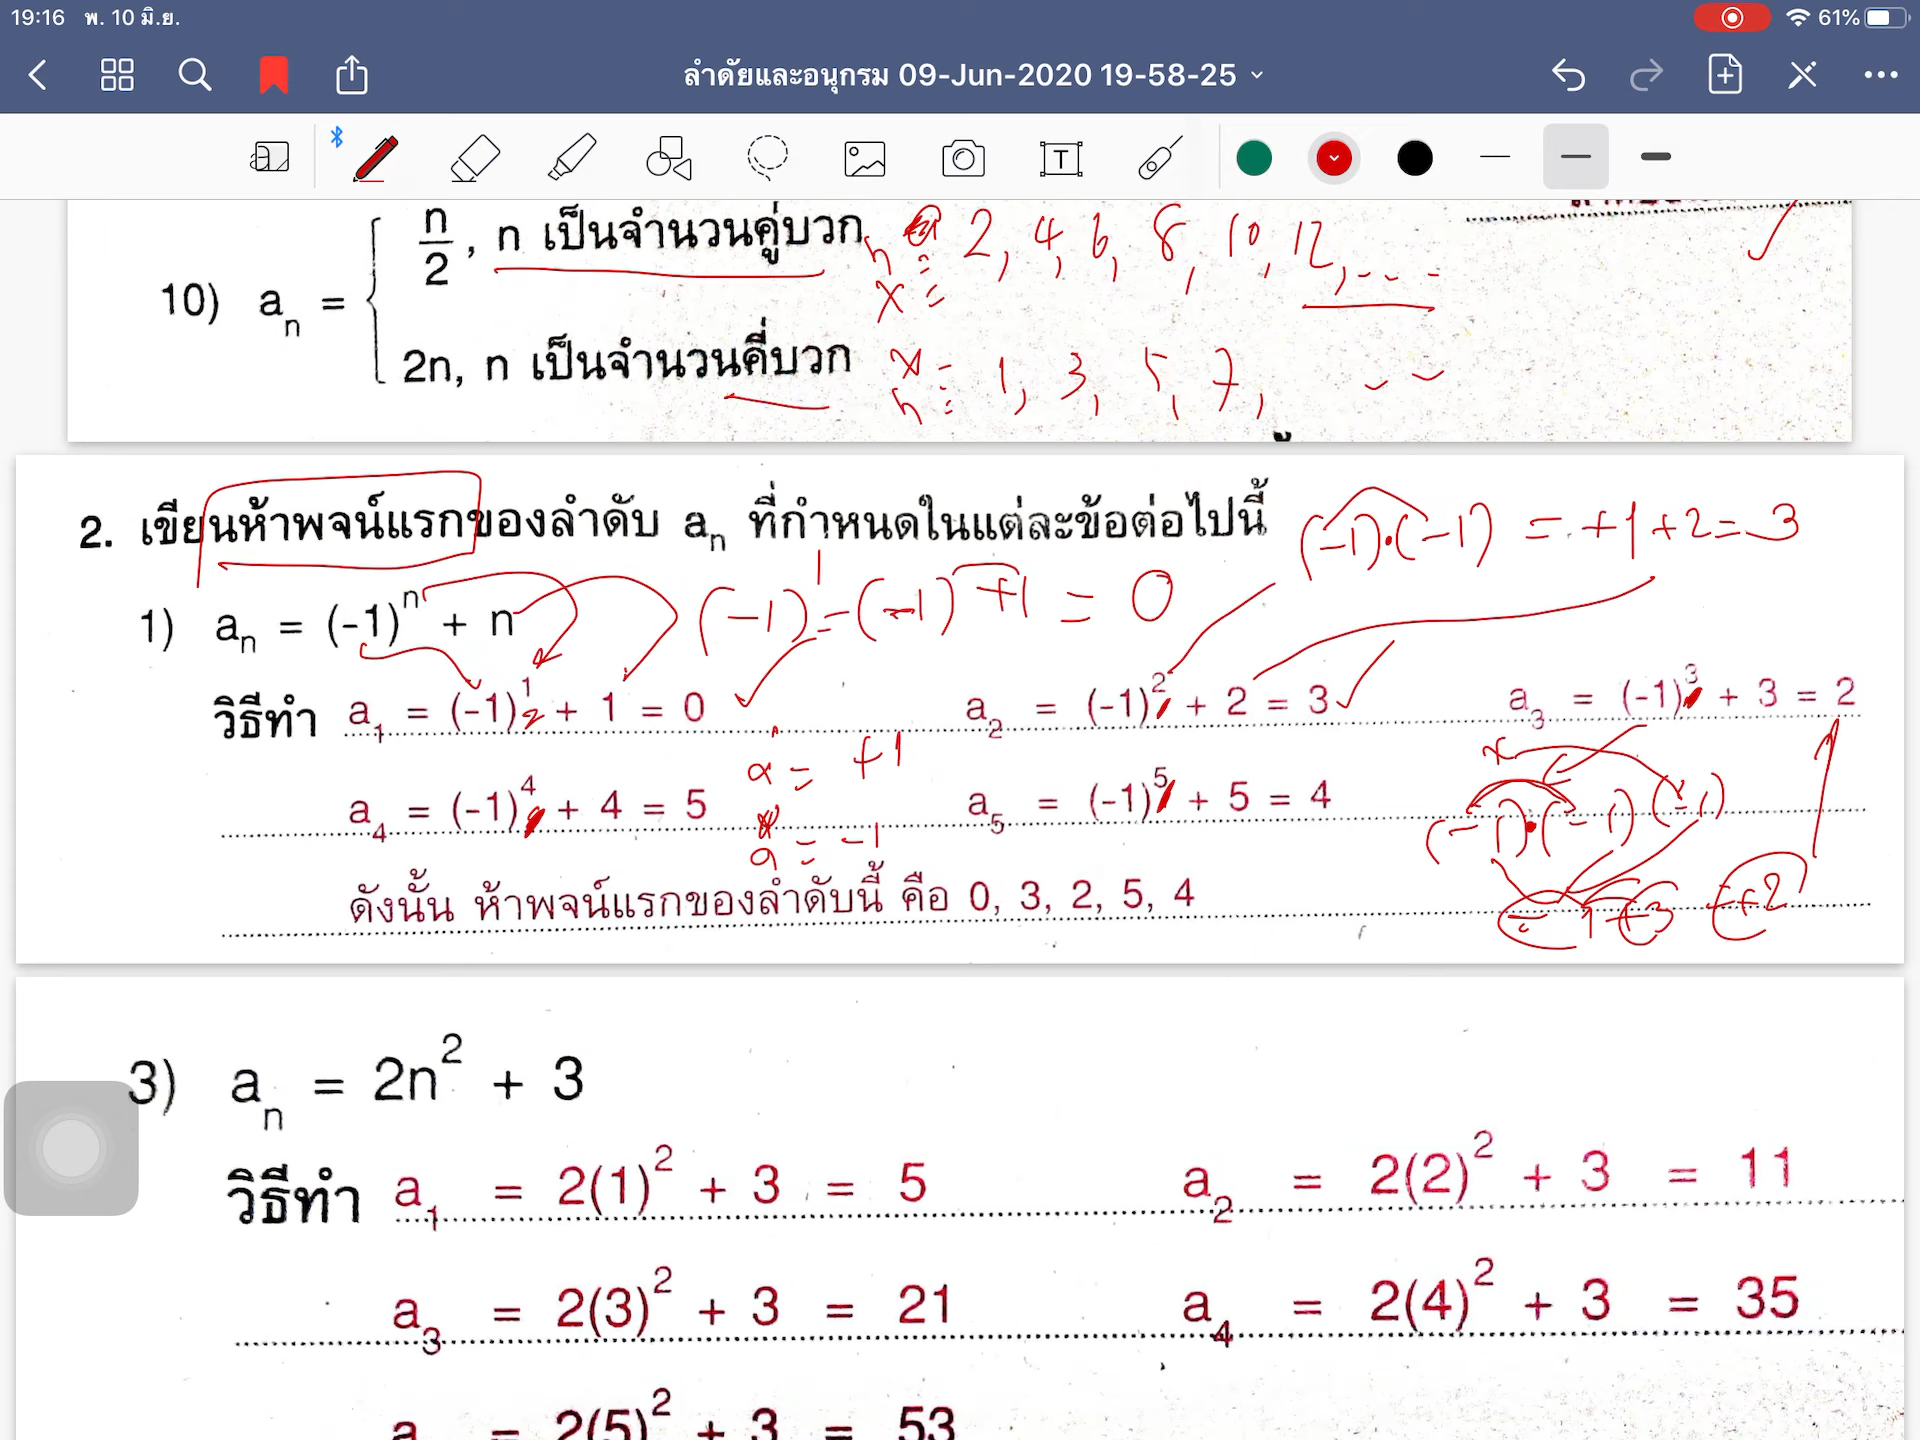 19:16 พ. 10 มิ.ย. 61%
ลำดัยและอนุกรม 09-Jun-2020 19-58-25
10) aₙ = { n/2, n เป็นจำนวนคู่บวก n = 2, 4, 6, 8, 10, 12, ...
x =
2n, n เป็นจำนวนคี่บวก x = 1, 3, 5, 7,
n =
2. เขียนห้าพจน์แรกของลำดับ aₙ ที่กำหนดในแต่ละข้อต่อไปนี้ (-1)·(-1) = +1+2=3
1) aₙ = (-1)ⁿ + n (-1)¹ = (-1) +1 = 0
วิธีทำ a₁ = (-1)¹ + 1 = 0 a₂ = (-1)² + 2 = 3 a₃ = (-1)³ + 3 = 2
a = +1
a₄ = (-1)⁴ + 4 = 5 a₅ = (-1)⁵ + 5 = 4 (-1)·(-1)(-1)
a = -1
ดังนั้น ห้าพจน์แรกของลำดับนี้ คือ 0, 3, 2, 5, 4 = 1+3 +2
3) aₙ = 2n² + 3
วิธีทำ a₁ = 2(1)² + 3 = 5 a₂ = 2(2)² + 3 = 11
a₃ = 2(3)² + 3 = 21 a₄ = 2(4)² + 3 = 35
a = 2(5)² + 3 = 53